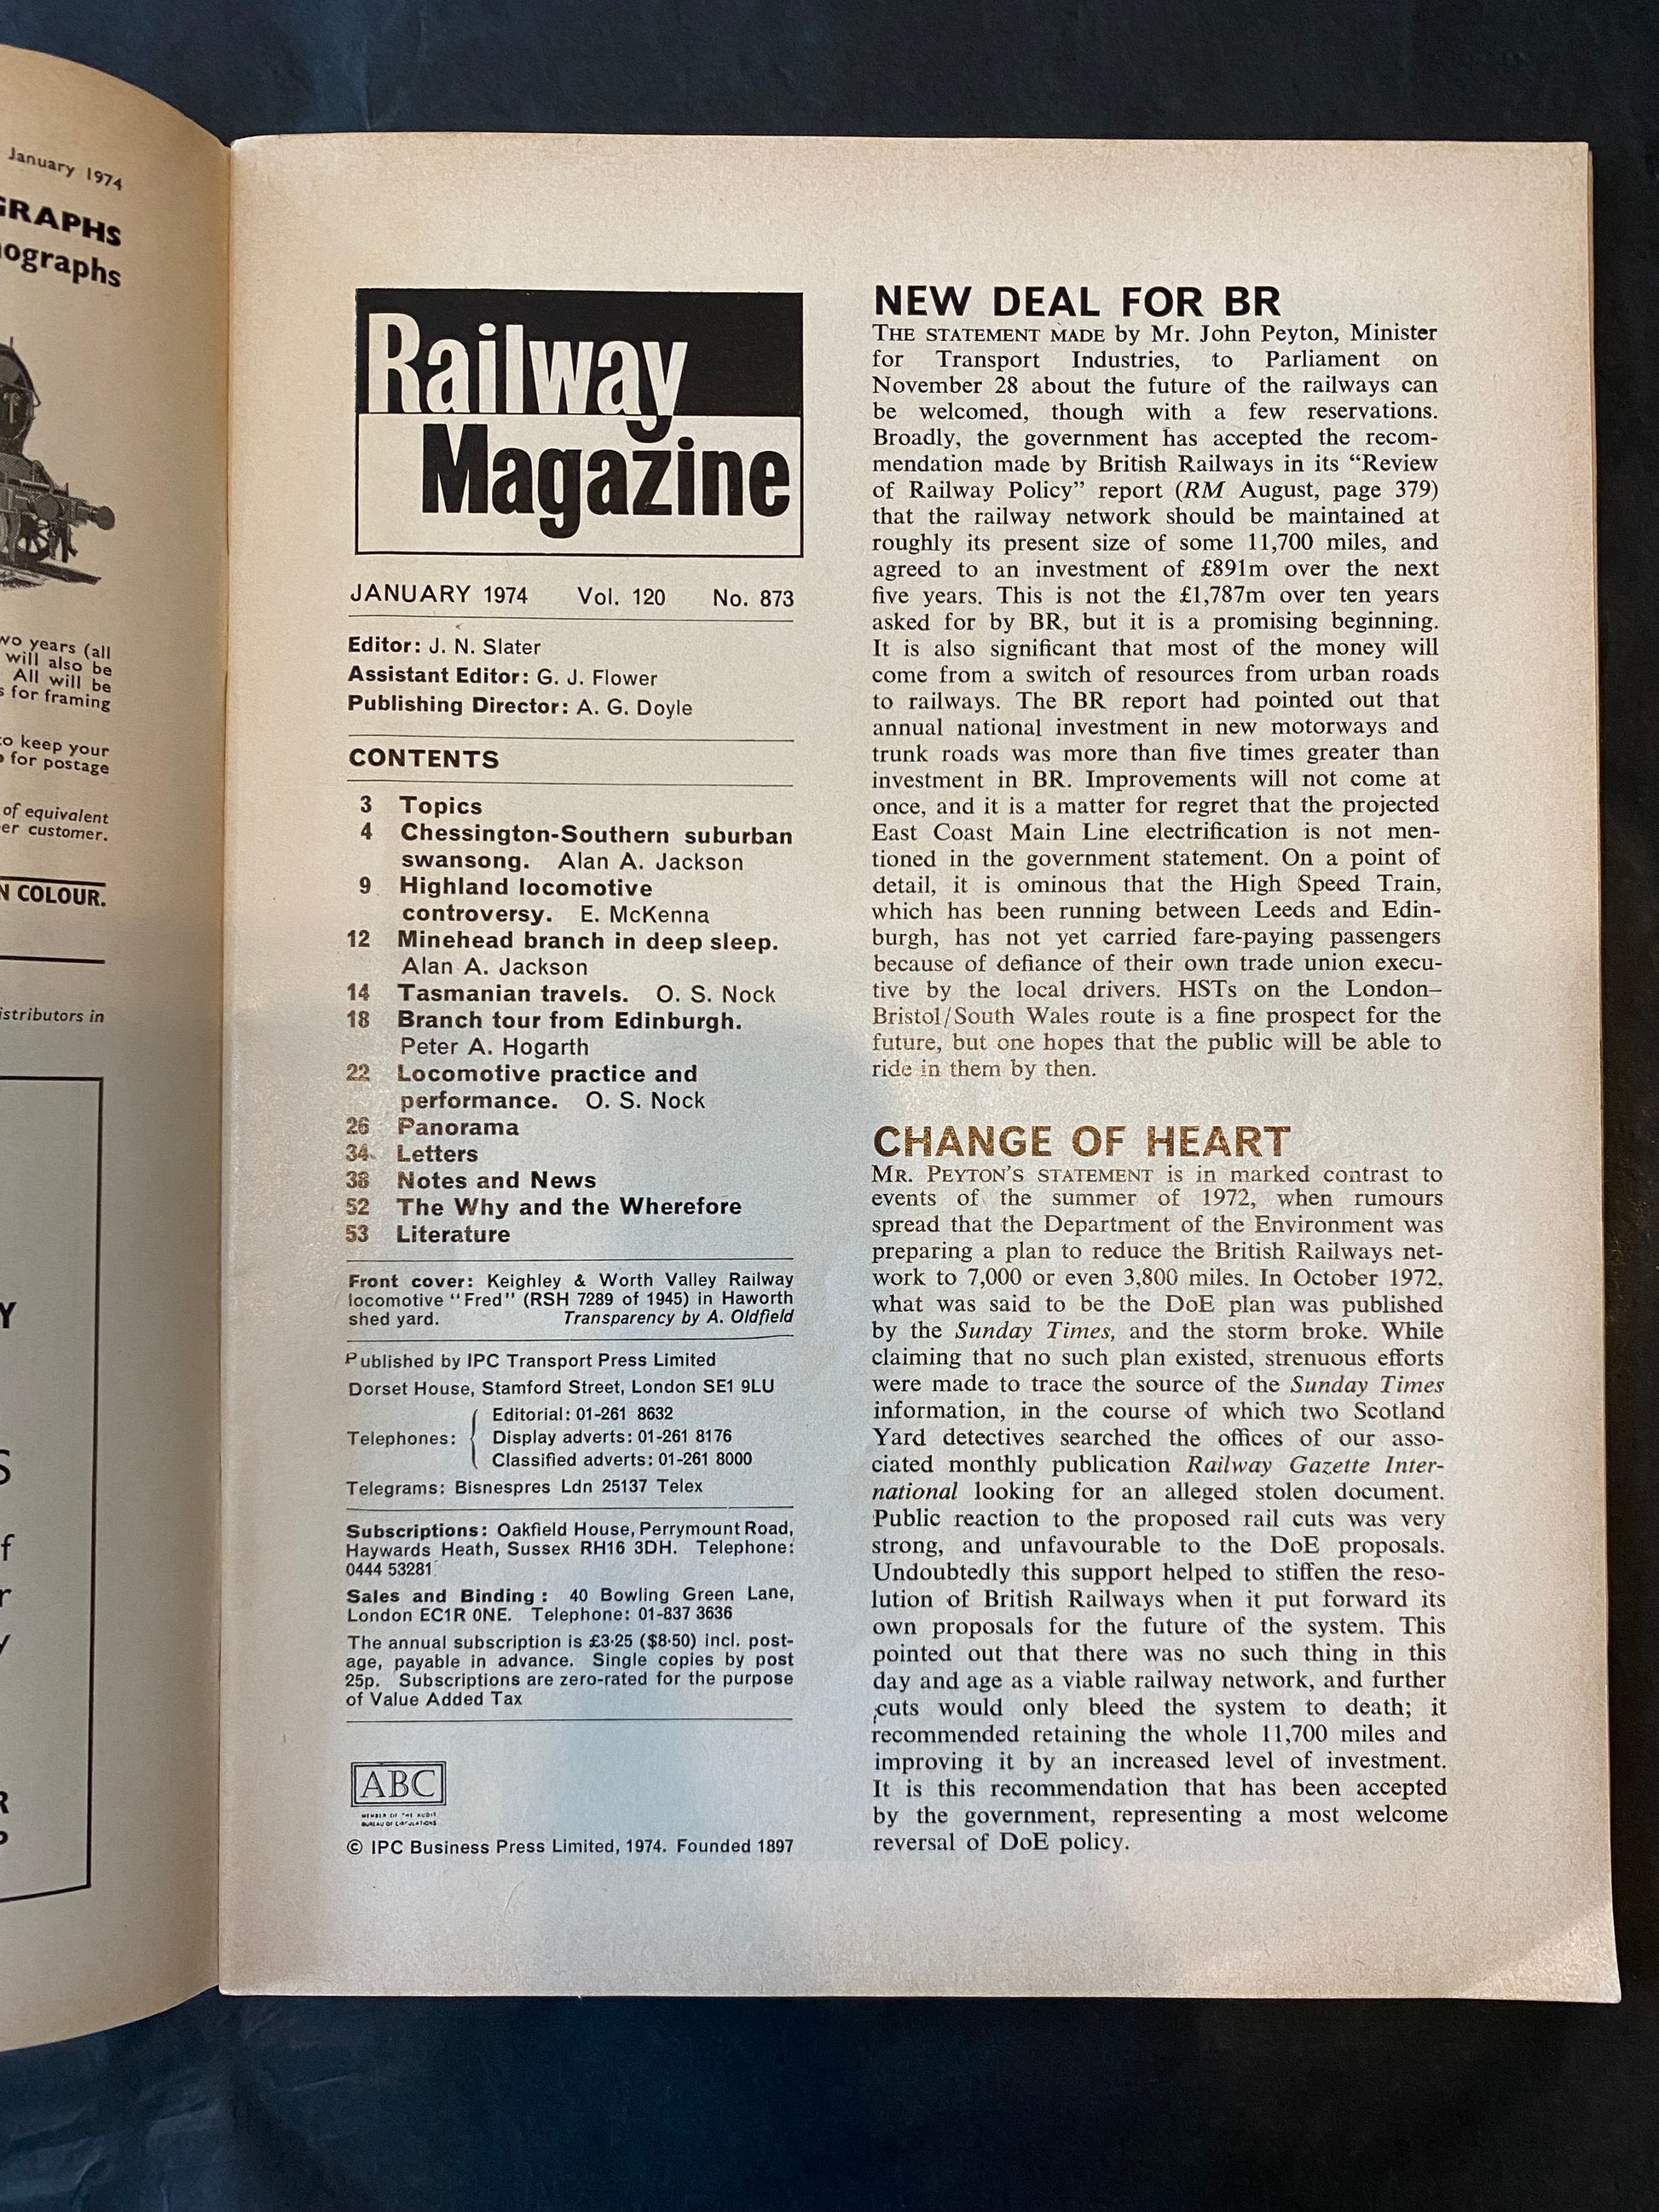 January 1974
GRAPHS
nographs
wo years (all
will also be
All will be
s for framing
to keep your
for postage
of equivalent
er customer.
N COLOUR.
istributors in
Y
S
f
r
y
R
P
Railway
Magazine
JANUARY 1974 Vol. 120 No. 873
Editor: J. N. Slater
Assistant Editor: G. J. Flower
Publishing Director: A. G. Doyle
CONTENTS
3 Topics
4 Chessington-Southern suburban
swansong. Alan A. Jackson
9 Highland locomotive
controversy. E. McKenna
12 Minehead branch in deep sleep.
Alan A. Jackson
14 Tasmanian travels. O. S. Nock
18 Branch tour from Edinburgh.
Peter A. Hogarth
22 Locomotive practice and
performance. O. S. Nock
26 Panorama
34 Letters
38 Notes and News
52 The Why and the Wherefore
53 Literature
Front cover: Keighley & Worth Valley Railway
locomotive "Fred" (RSH 7289 of 1945) in Haworth
shed yard. Transparency by A. Oldfield
Published by IPC Transport Press Limited
Dorset House, Stamford Street, London SE1 9LU
Editorial: 01-261 8632
Telephones: Display adverts: 01-261 8176
Classified adverts: 01-261 8000
Telegrams: Bisnespres Ldn 25137 Telex
Subscriptions: Oakfield House, Perrymount Road,
Haywards Heath, Sussex RH16 3DH. Telephone:
0444 53281
Sales and Binding: 40 Bowling Green Lane,
London EC1R 0NE. Telephone: 01-837 3636
The annual subscription is £3·25 ($8·50) incl. post-
age, payable in advance. Single copies by post
25p. Subscriptions are zero-rated for the purpose
of Value Added Tax
ABC
MEMBER OF THE AUDIT
BUREAU OF CIRCULATIONS
© IPC Business Press Limited, 1974. Founded 1897
NEW DEAL FOR BR
THE STATEMENT MADE by Mr. John Peyton, Minister
for Transport Industries, to Parliament on
November 28 about the future of the railways can
be welcomed, though with a few reservations.
Broadly, the government has accepted the recom-
mendation made by British Railways in its “Review
of Railway Policy” report (RM August, page 379)
that the railway network should be maintained at
roughly its present size of some 11,700 miles, and
agreed to an investment of £891m over the next
five years. This is not the £1,787m over ten years
asked for by BR, but it is a promising beginning.
It is also significant that most of the money will
come from a switch of resources from urban roads
to railways. The BR report had pointed out that
annual national investment in new motorways and
trunk roads was more than five times greater than
investment in BR. Improvements will not come at
once, and it is a matter for regret that the projected
East Coast Main Line electrification is not men-
tioned in the government statement. On a point of
detail, it is ominous that the High Speed Train,
which has been running between Leeds and Edin-
burgh, has not yet carried fare-paying passengers
because of defiance of their own trade union execu-
tive by the local drivers. HSTs on the London–
Bristol/South Wales route is a fine prospect for the
future, but one hopes that the public will be able to
ride in them by then.
CHANGE OF HEART
MR. PEYTON'S STATEMENT is in marked contrast to
events of the summer of 1972, when rumours
spread that the Department of the Environment was
preparing a plan to reduce the British Railways net-
work to 7,000 or even 3,800 miles. In October 1972,
what was said to be the DoE plan was published
by the Sunday Times, and the storm broke. While
claiming that no such plan existed, strenuous efforts
were made to trace the source of the Sunday Times
information, in the course of which two Scotland
Yard detectives searched the offices of our asso-
ciated monthly publication Railway Gazette Inter-
national looking for an alleged stolen document.
Public reaction to the proposed rail cuts was very
strong, and unfavourable to the DoE proposals.
Undoubtedly this support helped to stiffen the reso-
lution of British Railways when it put forward its
own proposals for the future of the system. This
pointed out that there was no such thing in this
day and age as a viable railway network, and further
cuts would only bleed the system to death; it
recommended retaining the whole 11,700 miles and
improving it by an increased level of investment.
It is this recommendation that has been accepted
by the government, representing a most welcome
reversal of DoE policy.